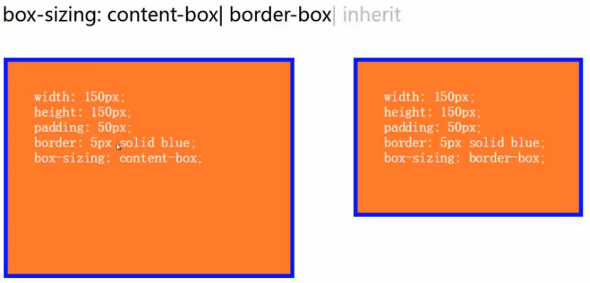 box-sizing: content-box| border-box| inherit
width: 150px;
height: 150px;
padding: 50px;
border: 5px solid blue;
box-sizing: content-box;
width: 150px;
height: 150px;
padding: 50px;
border: 5px solid blue;
box-sizing: border-box;